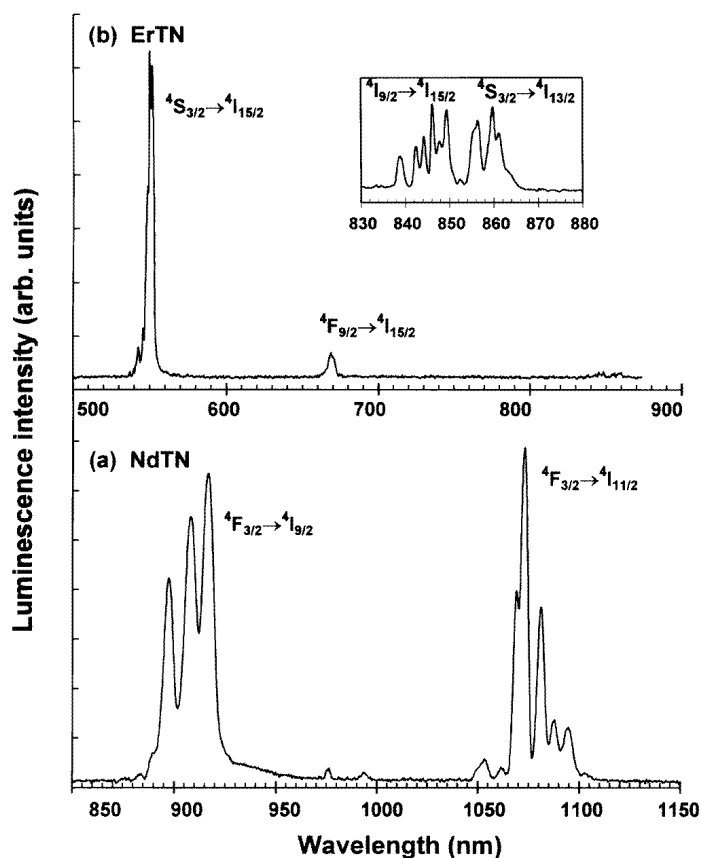 (b) ErTN
⁴S₃/₂→⁴I₁₅/₂
⁴I₉/₂→⁴I₁₅/₂ ⁴S₃/₂→⁴I₁₃/₂
830 840 850 860 870 880
⁴F₉/₂→⁴I₁₅/₂
500 600 700 800 900
(a) NdTN
⁴F₃/₂→⁴I₉/₂
⁴F₃/₂→⁴I₁₁/₂
850 900 950 1000 1050 1100 1150
Wavelength (nm)
Luminescence intensity (arb. units)